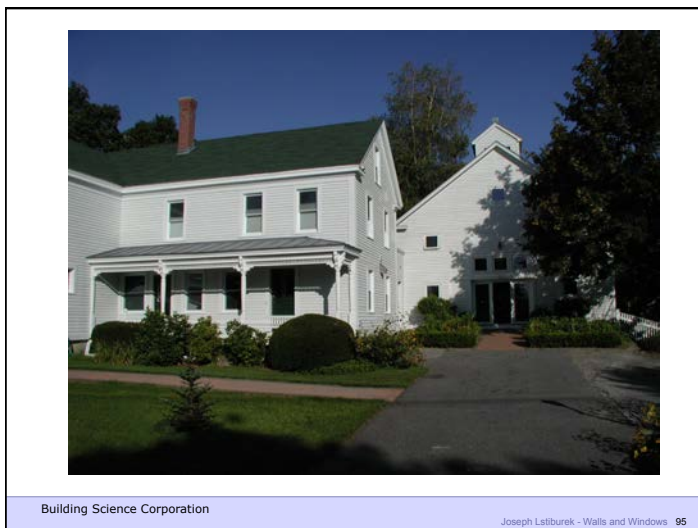 Building Science Corporation
Joseph Lstiburek - Walls and Windows 95